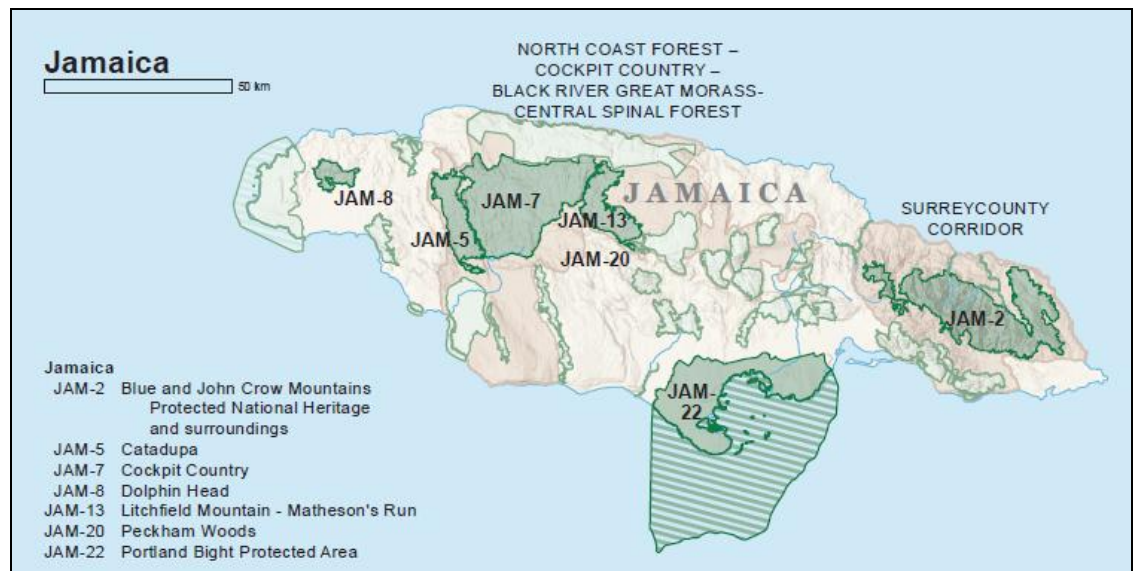 Jamaica
50 km
NORTH COAST FOREST –
COCKPIT COUNTRY –
BLACK RIVER GREAT MORASS-
CENTRAL SPINAL FOREST
JAMAICA
JAM-8
JAM-7
JAM-5
JAM-13
JAM-20
SURREYCOUNTY
CORRIDOR
JAM-2
JAM-
22
Jamaica
JAM-2 Blue and John Crow Mountains
Protected National Heritage
and surroundings
JAM-5 Catadupa
JAM-7 Cockpit Country
JAM-8 Dolphin Head
JAM-13 Litchfield Mountain - Matheson's Run
JAM-20 Peckham Woods
JAM-22 Portland Bight Protected Area